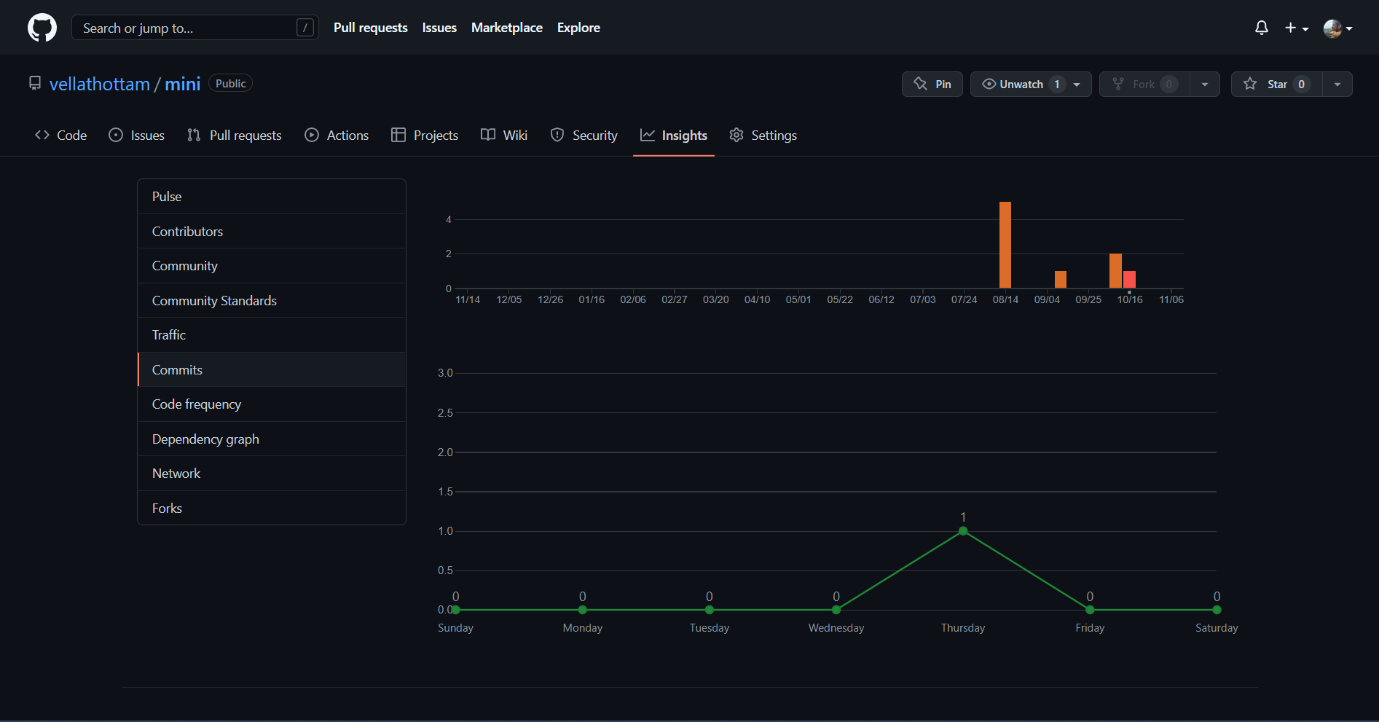 Search or jump to... / Pull requests Issues Marketplace Explore
vellathottam / mini Public Pin Unwatch 1 Fork 0 Star 0
Code Issues Pull requests Actions Projects Wiki Security Insights Settings
Pulse
Contributors
Community
Community Standards
Traffic
Commits
Code frequency
Dependency graph
Network
Forks
4
2
0
11/14 12/05 12/26 01/16 02/06 02/27 03/20 04/10 05/01 05/22 06/12 07/03 07/24 08/14 09/04 09/25 10/16 11/06
3.0
2.5
2.0
1.5
1
1.0
0.5
0 0 0 0 0 0
0.0
Sunday Monday Tuesday Wednesday Thursday Friday Saturday